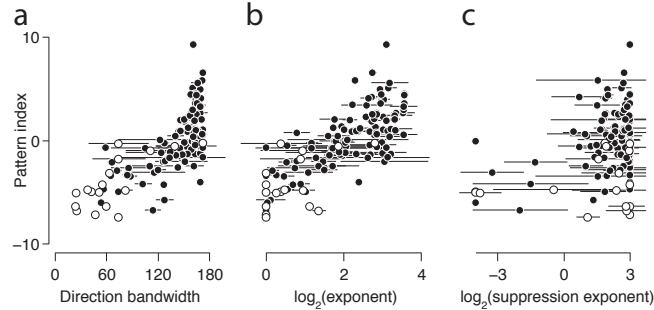 a
b
c
Pattern index
10
0
−10
0
60
120
180
Direction bandwidth
0
2
4
log2(exponent)
−3
0
3
log2(suppression exponent)